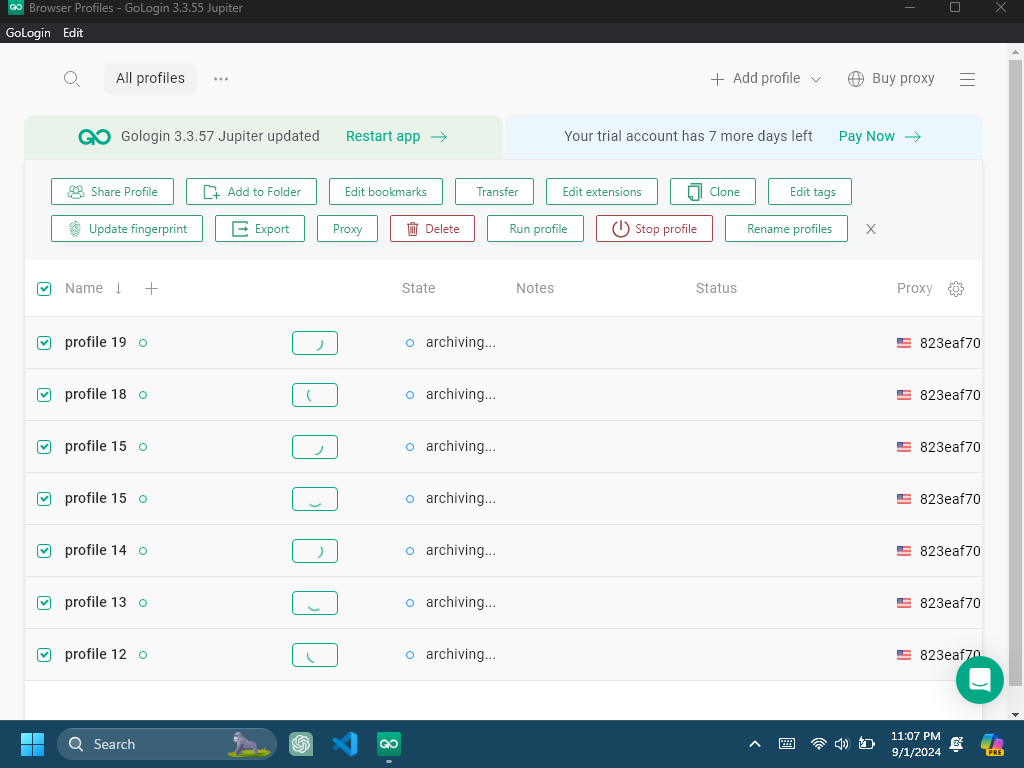 Browser Profiles - GoLogin 3.3.55 Jupiter
GoLogin Edit
All profiles
Add profile
Buy proxy
Gologin 3.3.57 Jupiter updated Restart app
Your trial account has 7 more days left Pay Now
Share Profile Add to Folder Edit bookmarks Transfer Edit extensions Clone Edit tags
Update fingerprint Export Proxy Delete Run profile Stop profile Rename profiles X
Name State Notes Status Proxy
profile 19 archiving... 823eaf70
profile 18 archiving... 823eaf70
profile 15 archiving... 823eaf70
profile 15 archiving... 823eaf70
profile 14 archiving... 823eaf70
profile 13 archiving... 823eaf70
profile 12 archiving... 823eaf70
Search
11:07 PM
9/1/2024
PRE